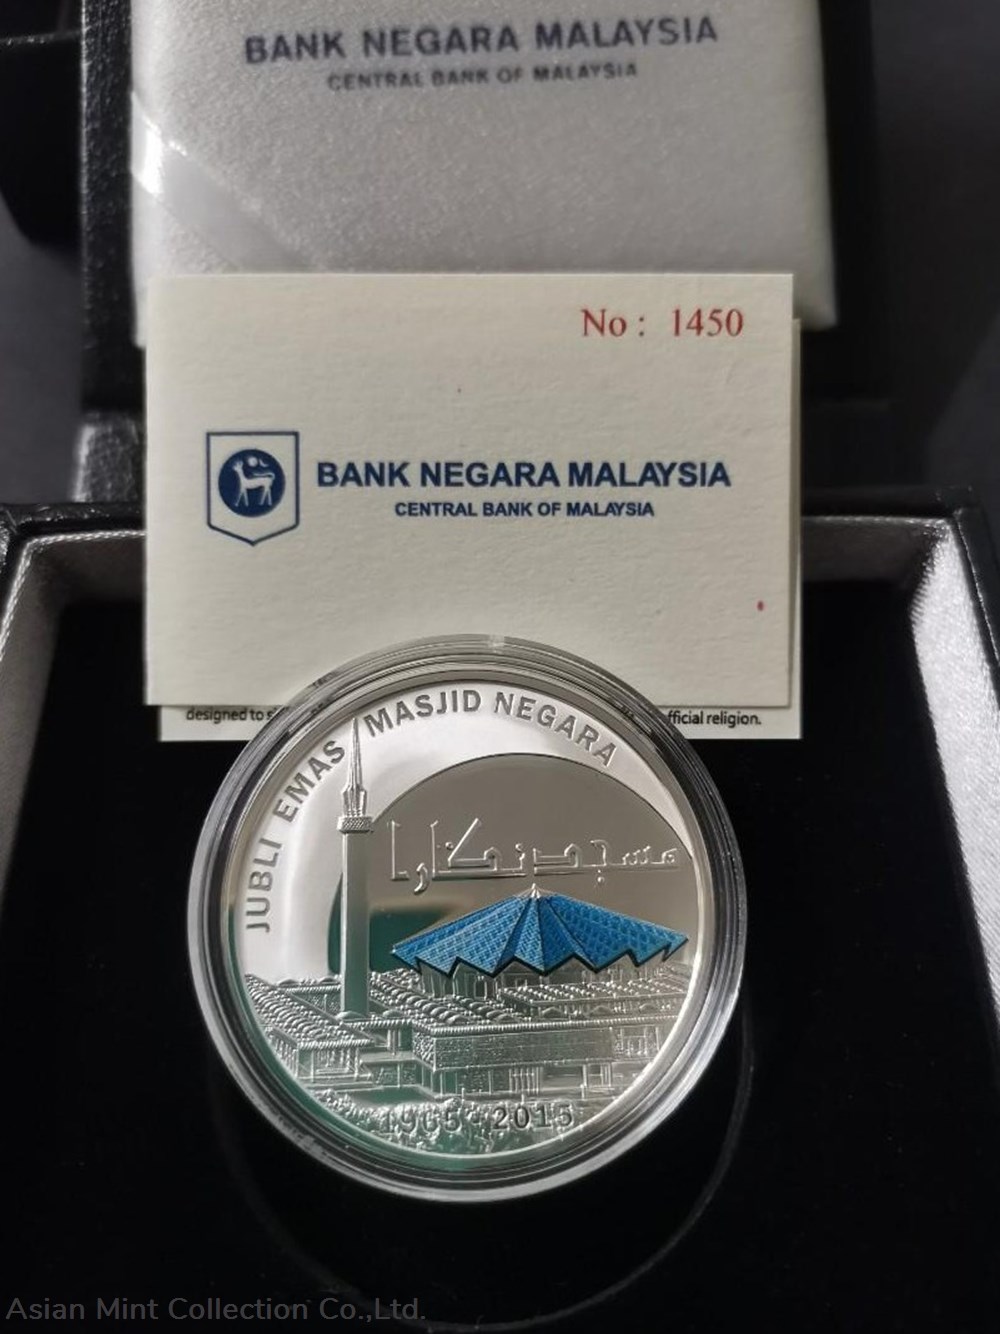 BANK NEGARA MALAYSIA
CENTRAL BANK OF MALAYSIA
No : 1450
BANK NEGARA MALAYSIA
CENTRAL BANK OF MALAYSIA
designed to
fficial religion.
JUBLI EMAS MASJID NEGARA
مسجد نݢارا
1965 - 2015
Asian Mint Collection Co.,Ltd.